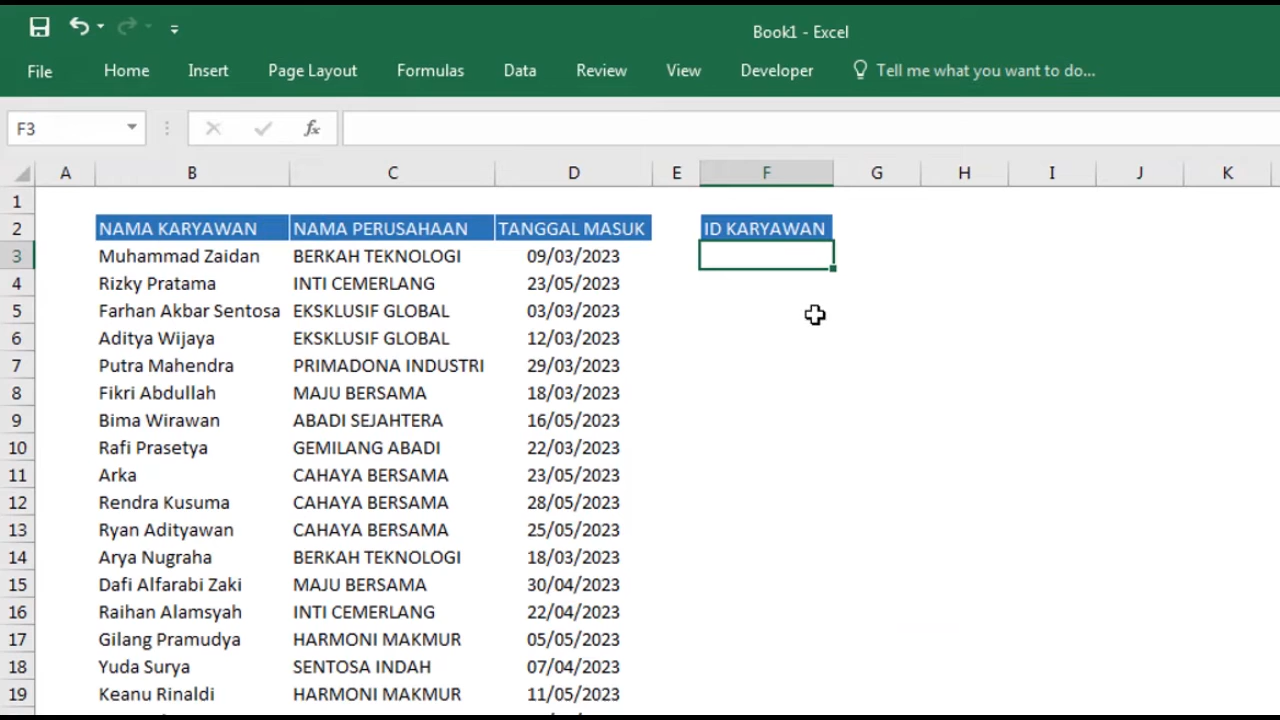 Book1 - Excel
File Home Insert Page Layout Formulas Data Review View Developer Tell me what you want to do...
F3 fx
A B C D E F G H I J K
1
2 NAMA KARYAWAN NAMA PERUSAHAAN TANGGAL MASUK ID KARYAWAN
3 Muhammad Zaidan BERKAH TEKNOLOGI 09/03/2023
4 Rizky Pratama INTI CEMERLANG 23/05/2023
5 Farhan Akbar Sentosa EKSKLUSIF GLOBAL 03/03/2023
6 Aditya Wijaya EKSKLUSIF GLOBAL 12/03/2023
7 Putra Mahendra PRIMADONA INDUSTRI 29/03/2023
8 Fikri Abdullah MAJU BERSAMA 18/03/2023
9 Bima Wirawan ABADI SEJAHTERA 16/05/2023
10 Rafi Prasetya GEMILANG ABADI 22/03/2023
11 Arka CAHAYA BERSAMA 23/05/2023
12 Rendra Kusuma CAHAYA BERSAMA 28/05/2023
13 Ryan Adityawan CAHAYA BERSAMA 25/05/2023
14 Arya Nugraha BERKAH TEKNOLOGI 18/03/2023
15 Dafi Alfarabi Zaki MAJU BERSAMA 30/04/2023
16 Raihan Alamsyah INTI CEMERLANG 22/04/2023
17 Gilang Pramudya HARMONI MAKMUR 05/05/2023
18 Yuda Surya SENTOSA INDAH 07/04/2023
19 Keanu Rinaldi HARMONI MAKMUR 11/05/2023